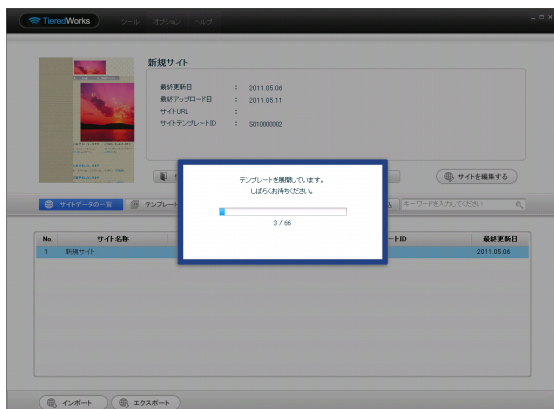 TieredWorks
ツール オプション ヘルプ
新規サイト
最終更新日 : 2011.05.06
最終アップロード日 : 2011.05.11
サイトURL :
サイトテンプレートID : S010000002
サイトを編集する
テンプレートを展開しています。
しばらくお待ちください。
3 / 66
サイトデータの一覧 テンプレート キーワードを入力してください
No. サイト名称 ートID 最終更新日
1 新規サイト 2011.05.06
インポート エクスポート